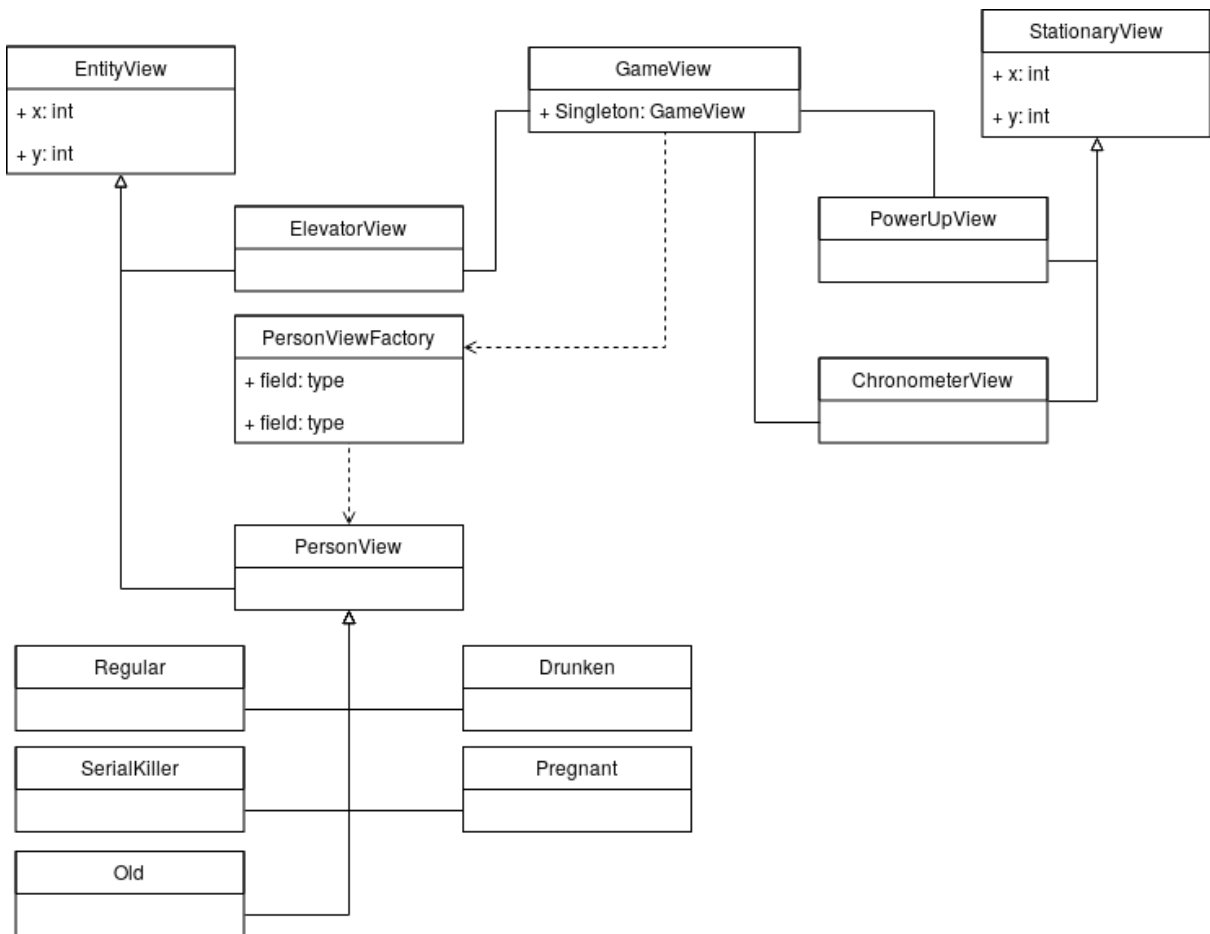 EntityView
+ x: int
+ y: int
GameView
+ Singleton: GameView
StationaryView
+ x: int
+ y: int
ElevatorView
PowerUpView
PersonViewFactory
+ field: type
+ field: type
ChronometerView
PersonView
Regular
Drunken
SerialKiller
Pregnant
Old